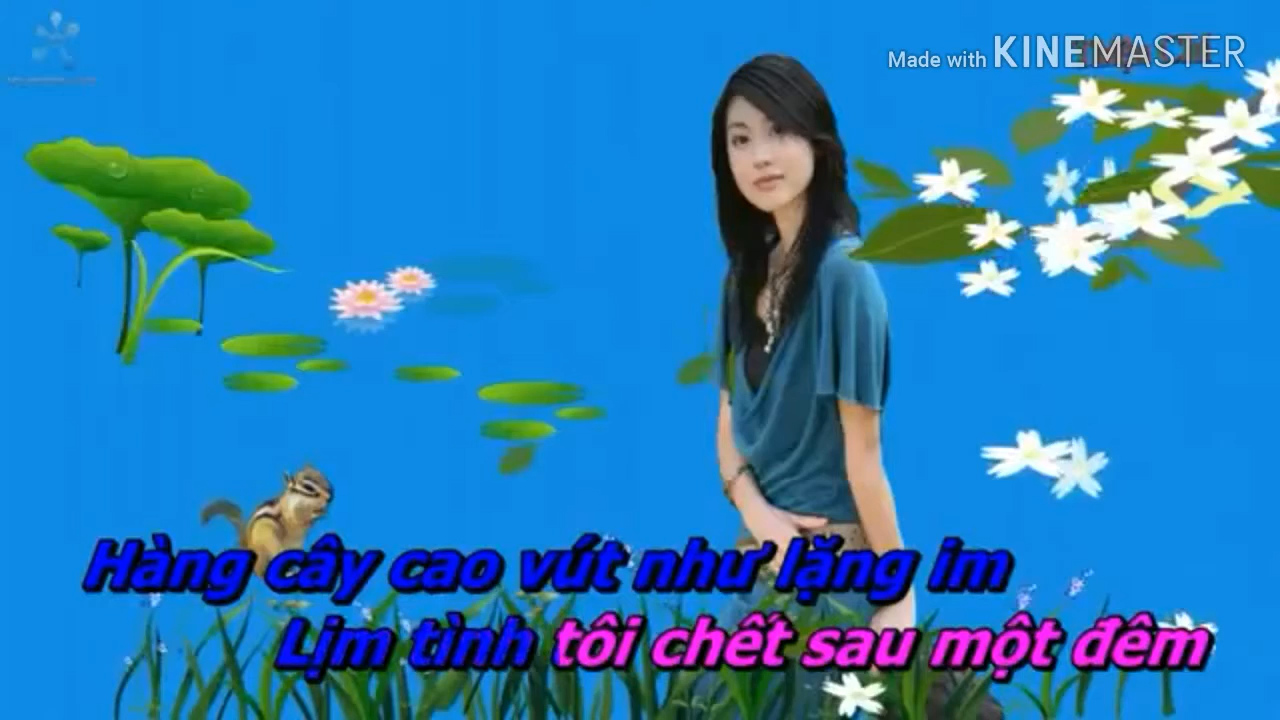 Made with KINEMASTER
Hàng cây cao vút như lặng im
Lịm tình tôi chết sau một đêm